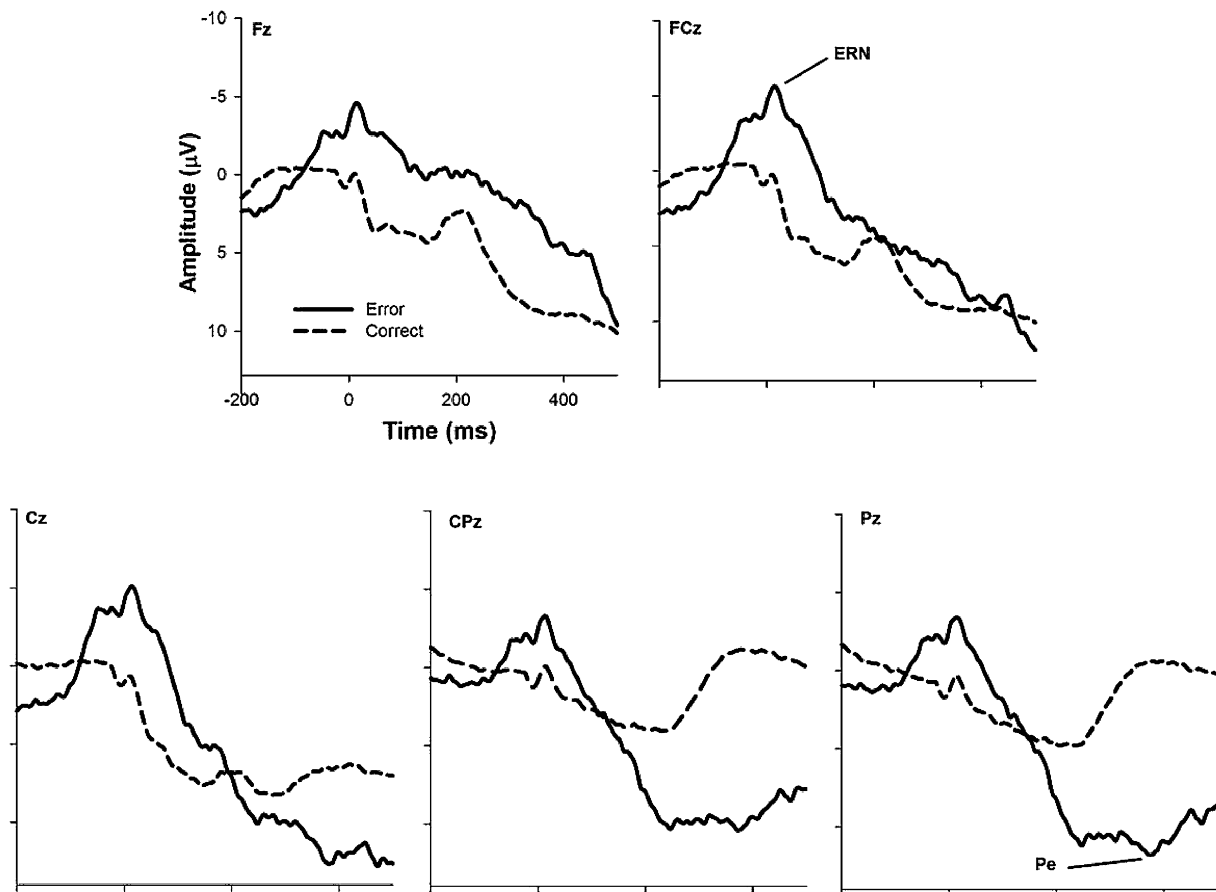 Fz
FCz
ERN
-10
-5
0
5
10
Amplitude (μV)
Error
Correct
-200
0
200
400
Time (ms)
Cz
CPz
Pz
Pe